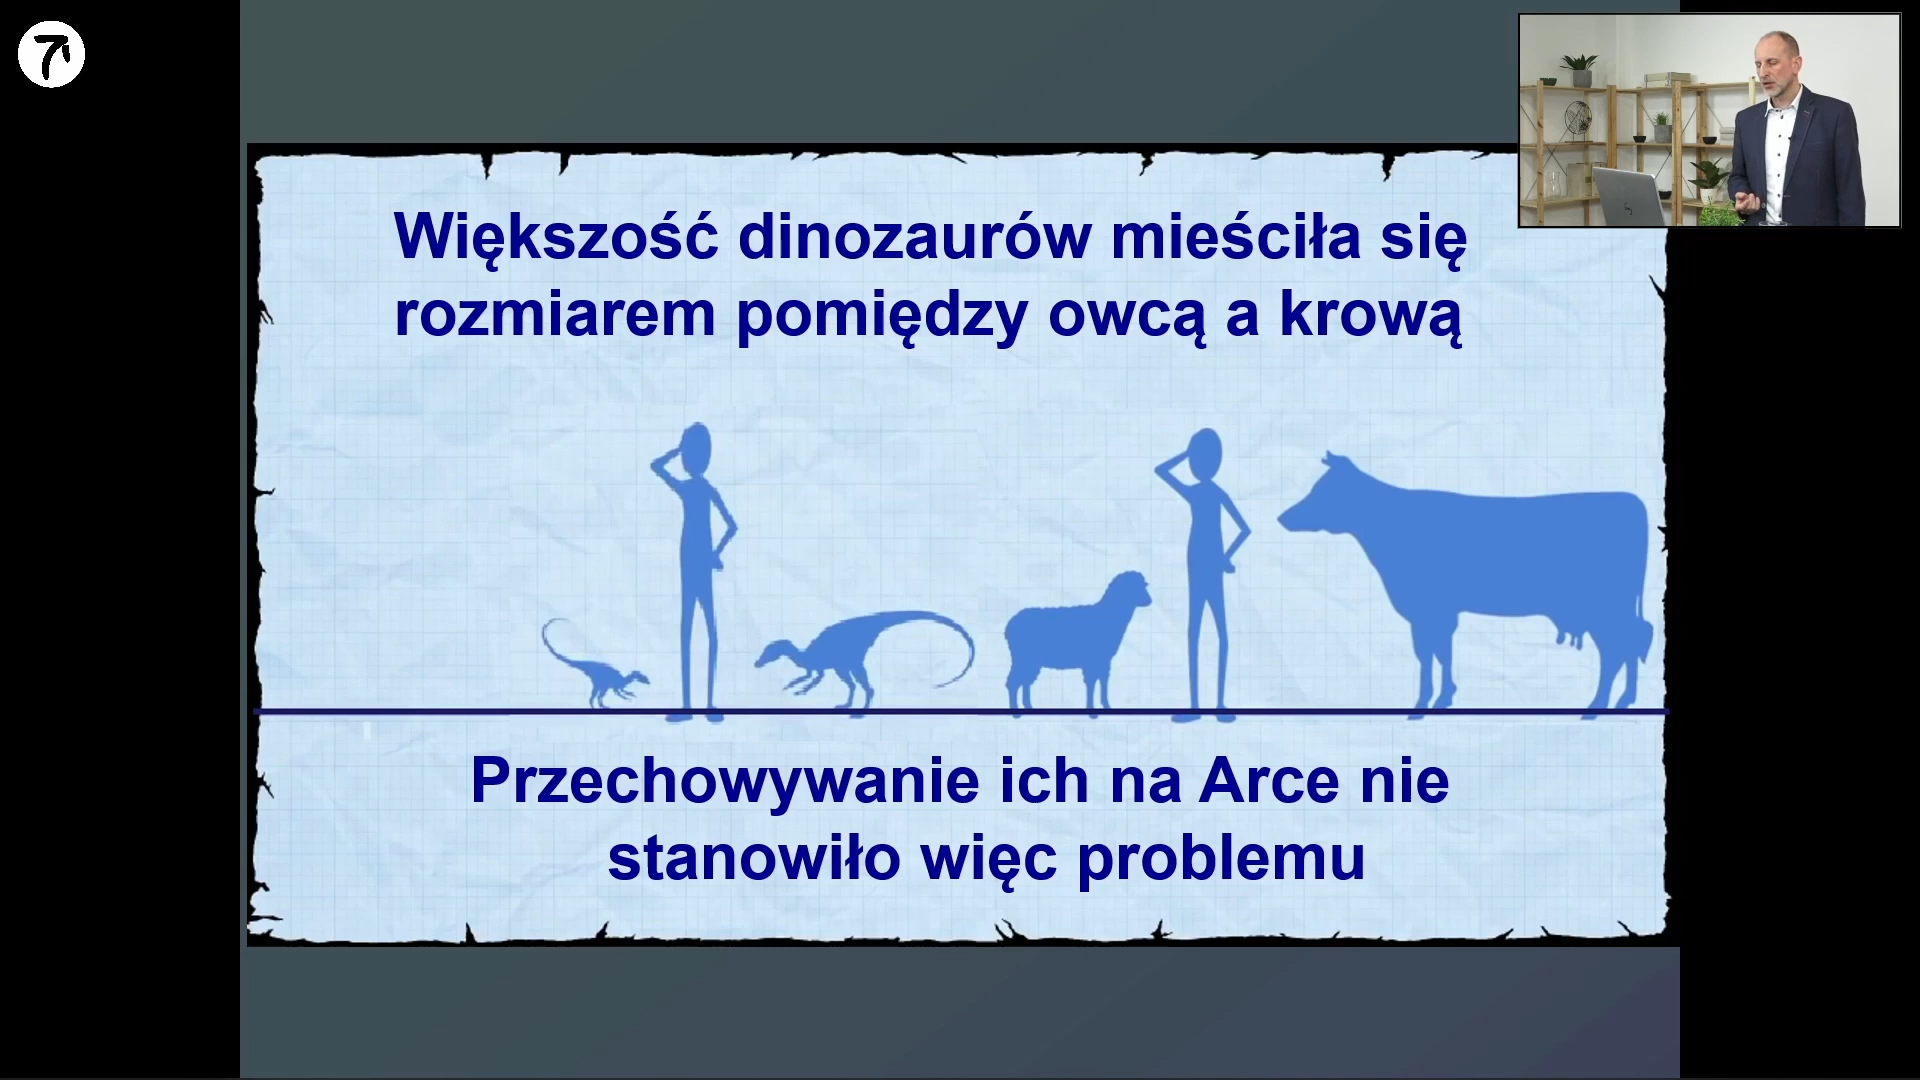 Większość dinozaurów mieściła się
rozmiarem pomiędzy owcą a krową
Przechowywanie ich na Arce nie
stanowiło więc problemu